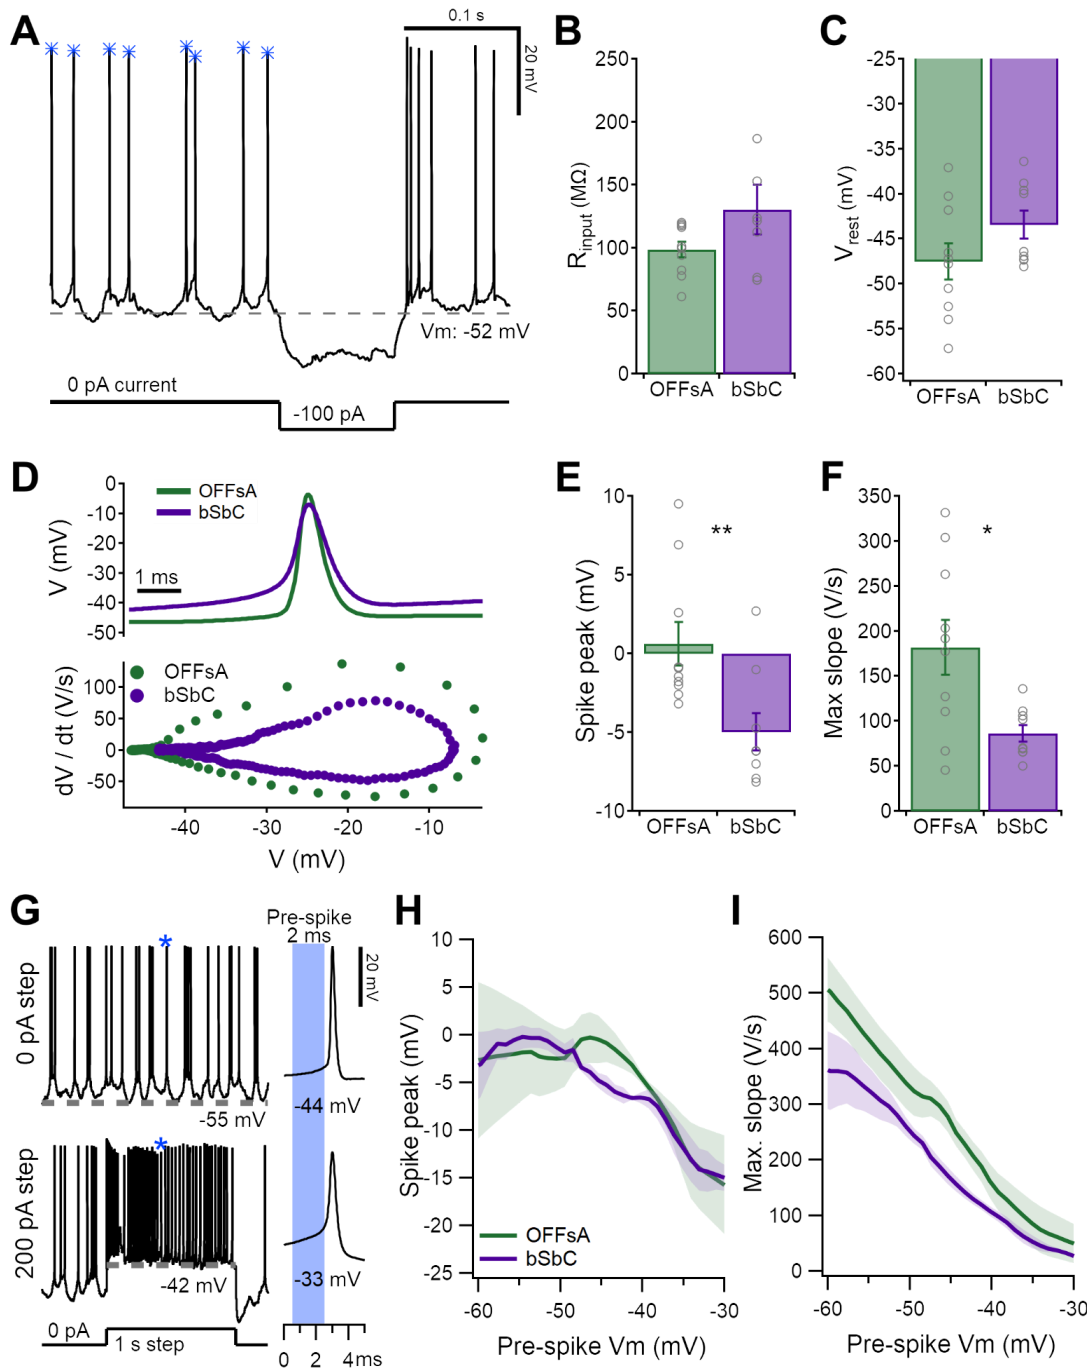 A
0.1 s
20 mV
Vm: -52 mV
0 pA current
-100 pA
B
250
200
150
100
50
0
Rinput (MΩ)
OFFsA
bSbC
C
-25
-30
-35
-40
-45
-50
-55
-60
Vrest (mV)
OFFsA
bSbC
D
0
-10
-20
-30
-40
-50
V (mV)
OFFsA
bSbC
1 ms
100
50
0
-50
dV / dt (V/s)
OFFsA
bSbC
-40
-30
-20
-10
V (mV)
E
10
5
0
-5
-10
Spike peak (mV)
**
OFFsA
bSbC
F
350
300
250
200
150
100
50
0
Max slope (V/s)
*
OFFsA
bSbC
G
Pre-spike
2 ms
0 pA step
*
-55 mV
20 mV
-44 mV
200 pA step
*
-42 mV
-33 mV
0 pA
1 s step
0 2 4 ms
H
10
5
0
-5
-10
-15
-20
-25
Spike peak (mV)
OFFsA
bSbC
-60
-50
-40
-30
Pre-spike Vm (mV)
I
600
500
400
300
200
100
0
Max. slope (V/s)
-60
-50
-40
-30
Pre-spike Vm (mV)